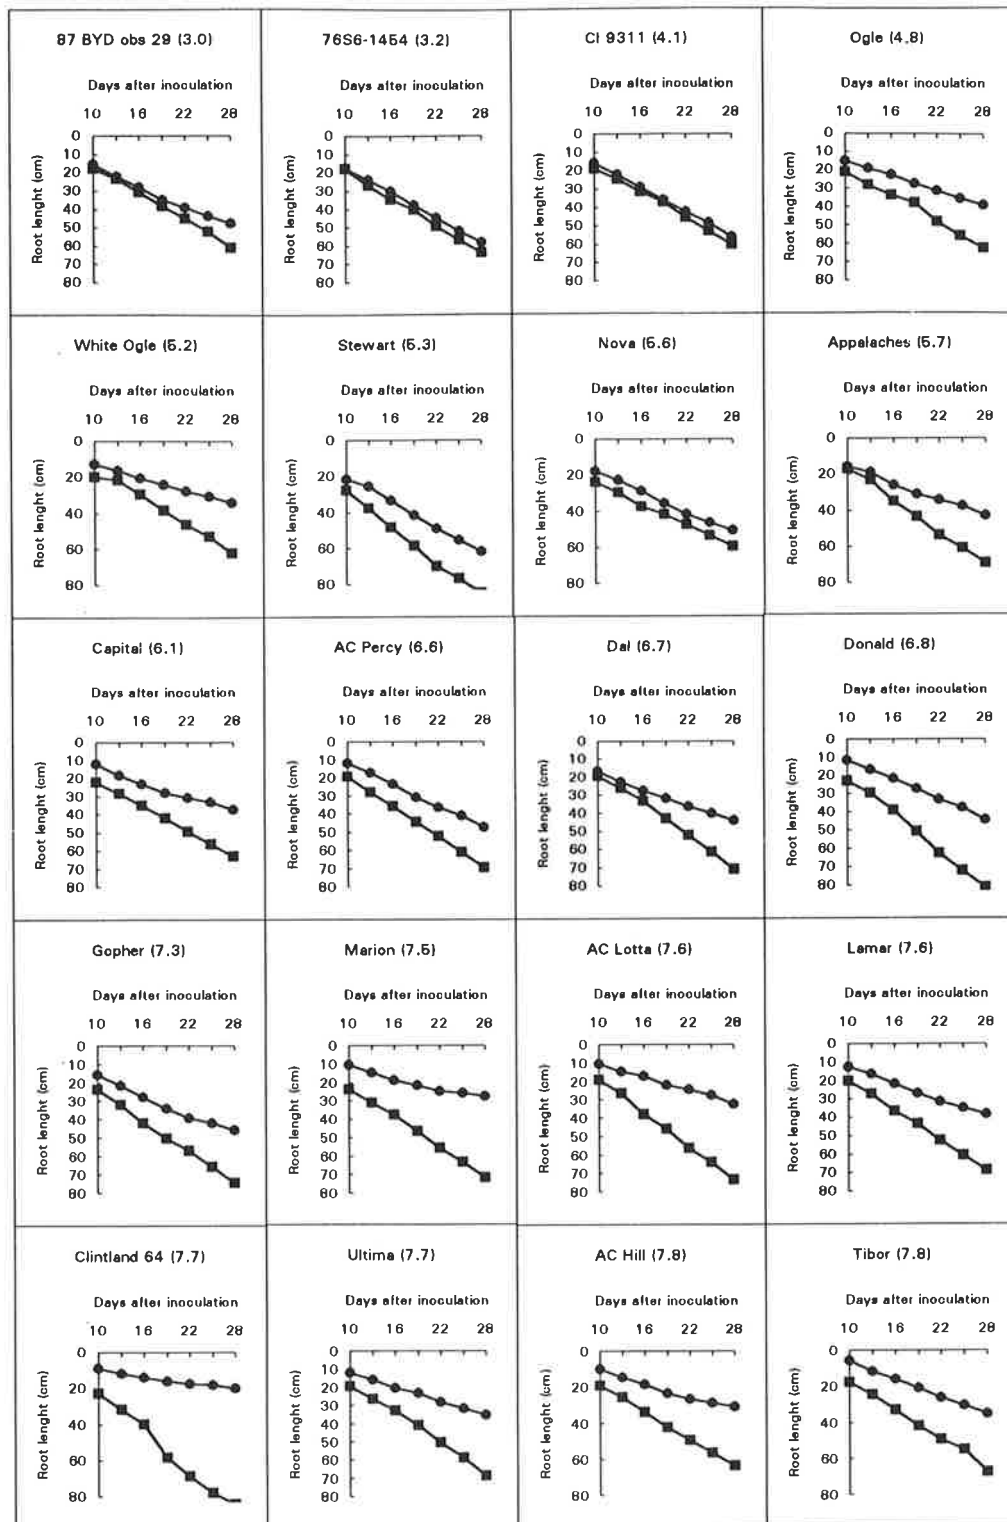 87 BYD obs 29 (3.0)
Days after inoculation
10 16 22 28
0
10
20
30
40
50
60
70
80
Root lenght (cm)
76S6-1454 (3.2)
Days after inoculation
10 16 22 28
0
10
20
30
40
50
60
70
80
Root lenght (cm)
CI 9311 (4.1)
Days after inoculation
10 16 22 28
0
10
20
30
40
50
60
70
80
Root lenght (cm)
Ogle (4.8)
Days after inoculation
10 16 22 28
0
10
20
30
40
50
60
70
80
Root lenght (cm)
White Ogle (5.2)
Days after inoculation
10 16 22 28
0
20
40
60
80
Root lenght (cm)
Stewart (5.3)
Days after inoculation
10 16 22 28
0
20
40
60
80
Root lenght (cm)
Nova (5.6)
Days after inoculation
10 16 22 28
0
20
40
60
80
Root lenght (cm)
Appalaches (5.7)
Days after inoculation
10 16 22 28
0
20
40
60
80
Root lenght (cm)
Capital (6.1)
Days after inoculation
10 16 22 28
0
10
20
30
40
50
60
70
80
Root lenght (cm)
AC Percy (6.6)
Days after inoculation
10 16 22 28
0
10
20
30
40
50
60
70
80
Root lenght (cm)
Dal (6.7)
Days after inoculation
10 16 22 28
0
10
20
30
40
50
60
70
80
Root lenght (cm)
Donald (6.8)
Days after inoculation
10 16 22 28
0
10
20
30
40
50
60
70
80
Root lenght (cm)
Gopher (7.3)
Days after inoculation
10 16 22 28
0
10
20
30
40
50
60
70
80
Root lenght (cm)
Marion (7.5)
Days after inoculation
10 16 22 28
0
10
20
30
40
50
60
70
80
Root lenght (cm)
AC Lotta (7.6)
Days after inoculation
10 16 22 28
0
10
20
30
40
50
60
70
80
Root lenght (cm)
Lamar (7.6)
Days after inoculation
10 16 22 28
0
10
20
30
40
50
60
70
80
Root lenght (cm)
Clintland 64 (7.7)
Days after inoculation
10 16 22 28
0
20
40
60
80
Root lenght (cm)
Ultima (7.7)
Days after inoculation
10 16 22 28
0
10
20
30
40
50
60
70
80
Root lenght (cm)
AC Hill (7.8)
Days after inoculation
10 16 22 28
0
20
40
60
80
Root lenght (cm)
Tibor (7.8)
Days after inoculation
10 16 22 28
0
20
40
60
80
Root lenght (cm)